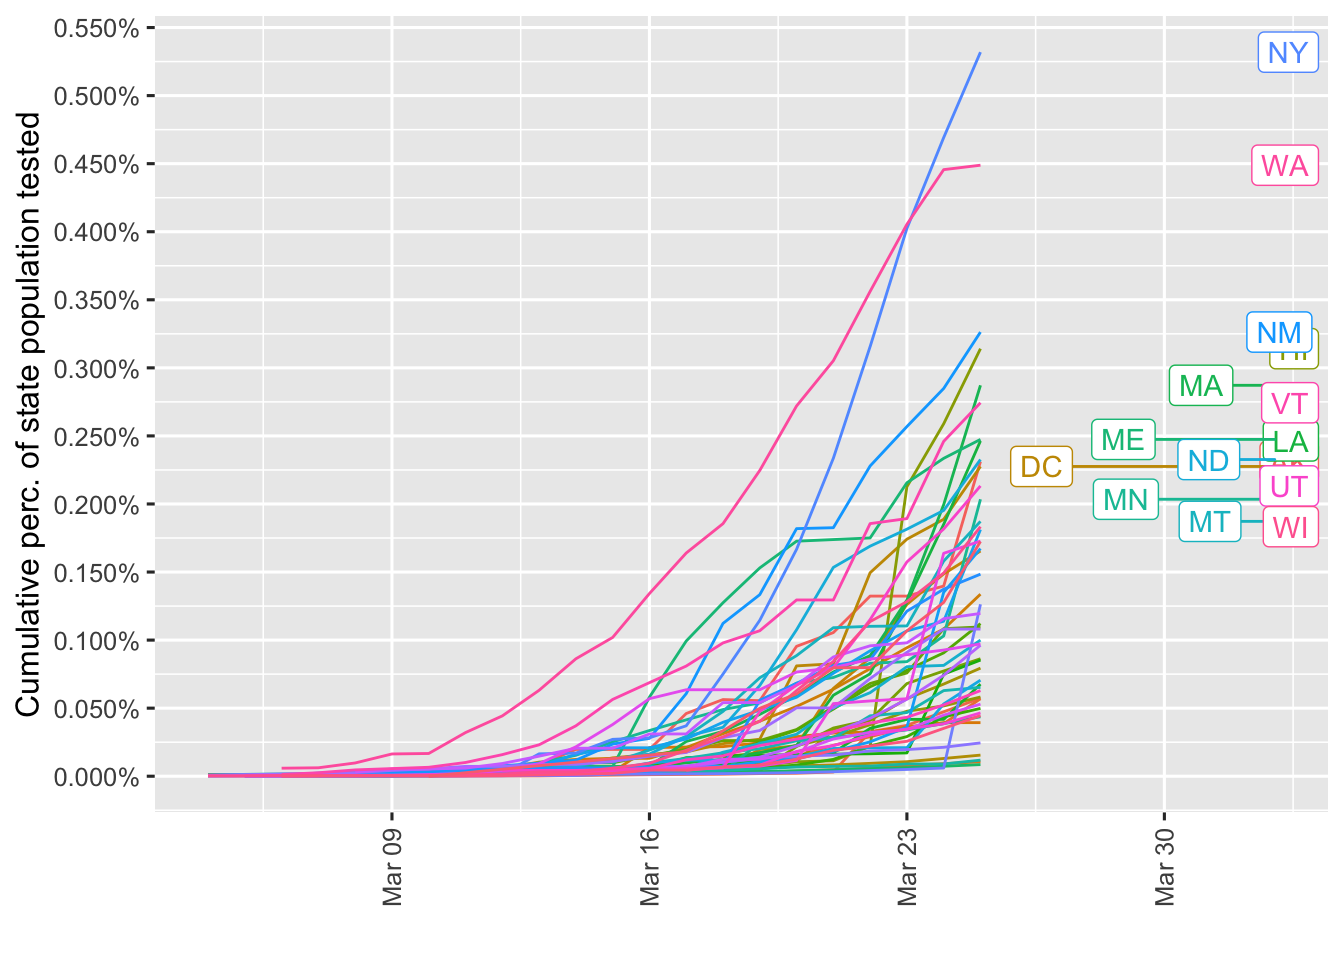 Cumulative perc. of state population tested
0.550%
0.500%
0.450%
0.400%
0.350%
0.300%
0.250%
0.200%
0.150%
0.100%
0.050%
0.000%
Mar 09
Mar 16
Mar 23
Mar 30
NY
WA
NM
MA
VT
ME
LA
ND
DC
UT
MN
MT
WI